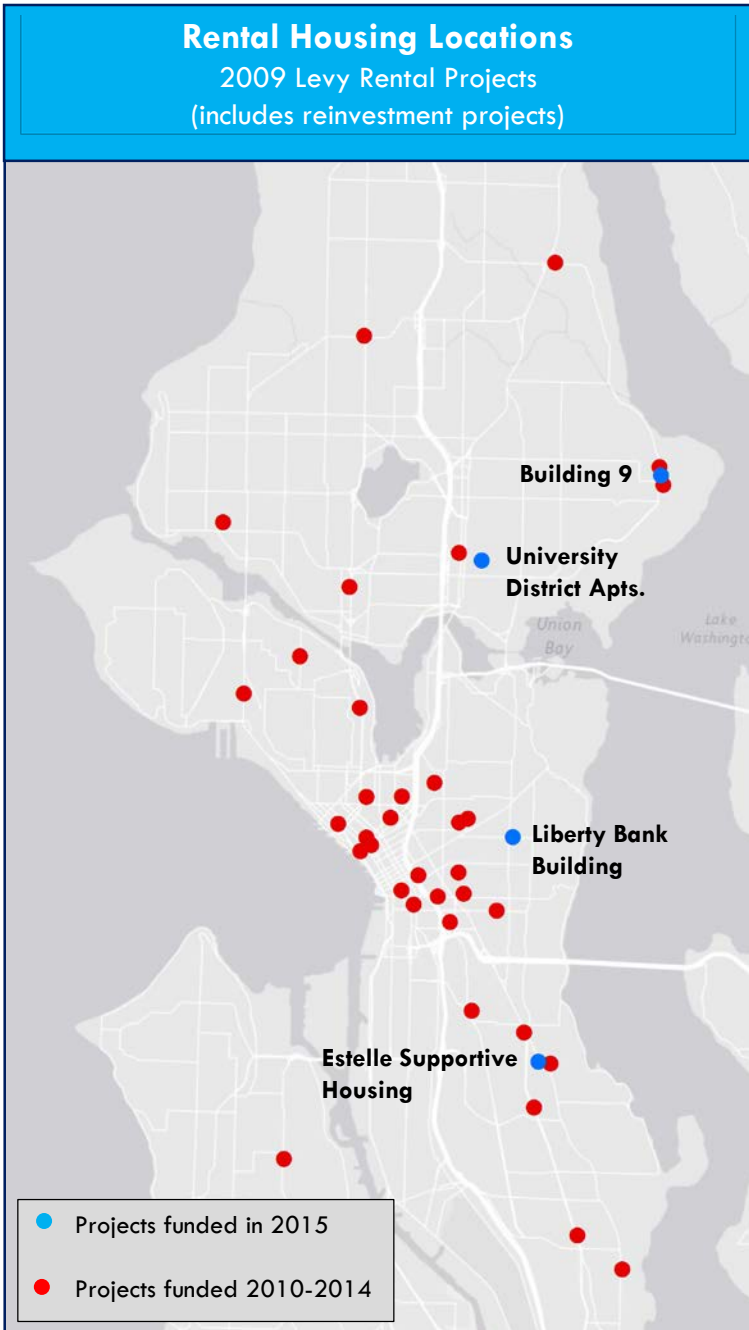 Rental Housing Locations
2009 Levy Rental Projects
(includes reinvestment projects)
Building 9
University
District Apts.
Union
Bay
Lake
Washington
Liberty Bank
Building
Estelle Supportive
Housing
Projects funded in 2015
Projects funded 2010-2014